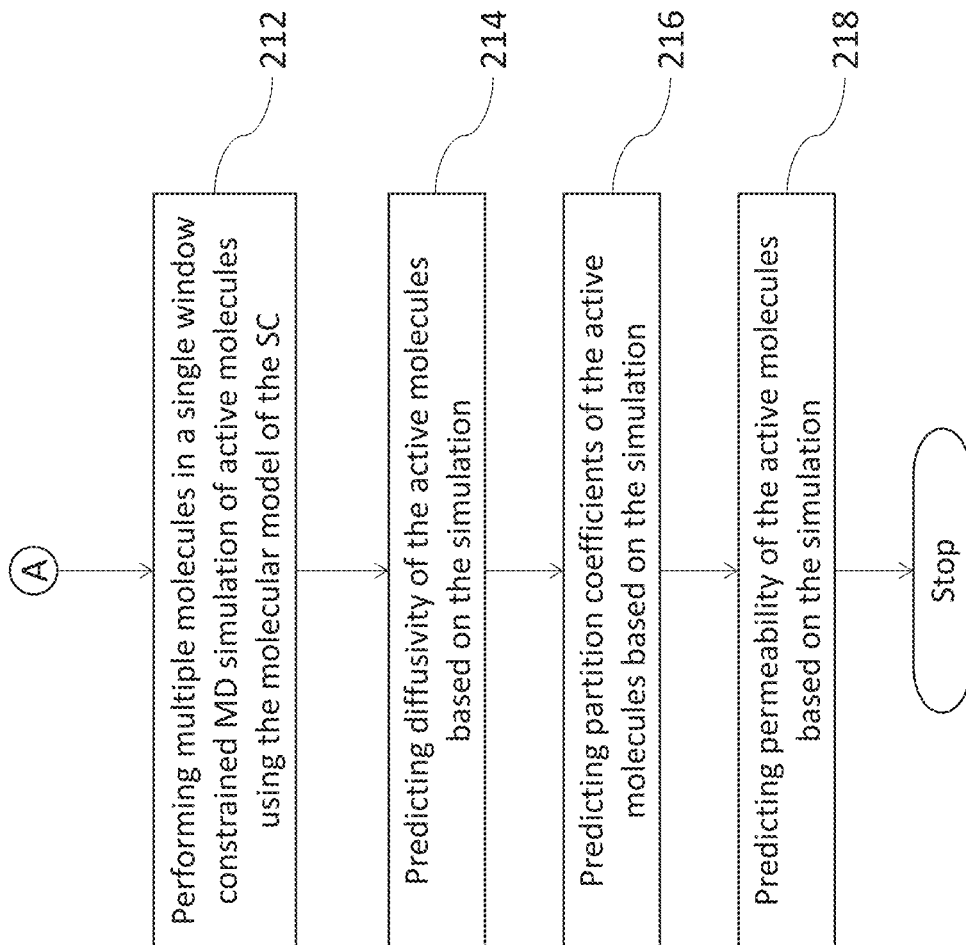 A
Performing multiple molecules in a single window
constrained MD simulation of active molecules
using the molecular model of the SC
212
Predicting diffusivity of the active molecules
based on the simulation
214
Predicting partition coefficients of the active
molecules based on the simulation
216
Predicting permeability of the active molecules
based on the simulation
218
Stop